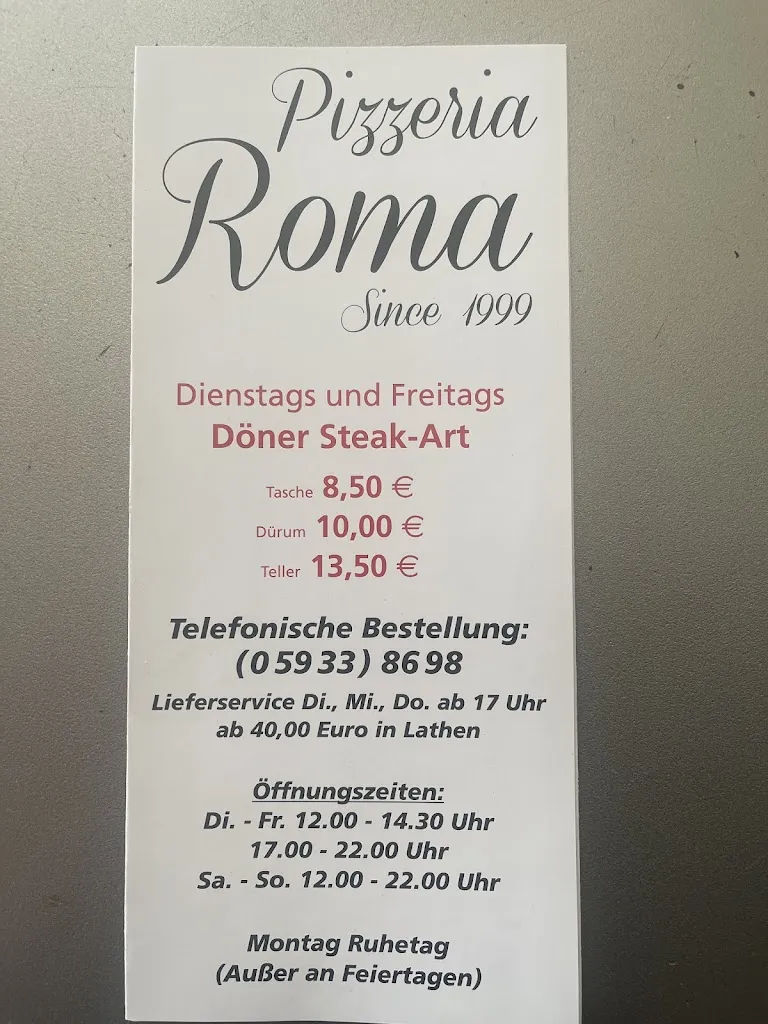 Pizzeria
Roma
Since 1999
Dienstags und Freitags
Döner Steak-Art
Tasche 8,50 €
Dürum 10,00 €
Teller 13,50 €
Telefonische Bestellung:
(0 59 33) 86 98
Lieferservice Di., Mi., Do. ab 17 Uhr
ab 40,00 Euro in Lathen
Öffnungszeiten:
Di. - Fr. 12.00 - 14.30 Uhr
17.00 - 22.00 Uhr
Sa. - So. 12.00 - 22.00 Uhr
Montag Ruhetag
(Außer an Feiertagen)